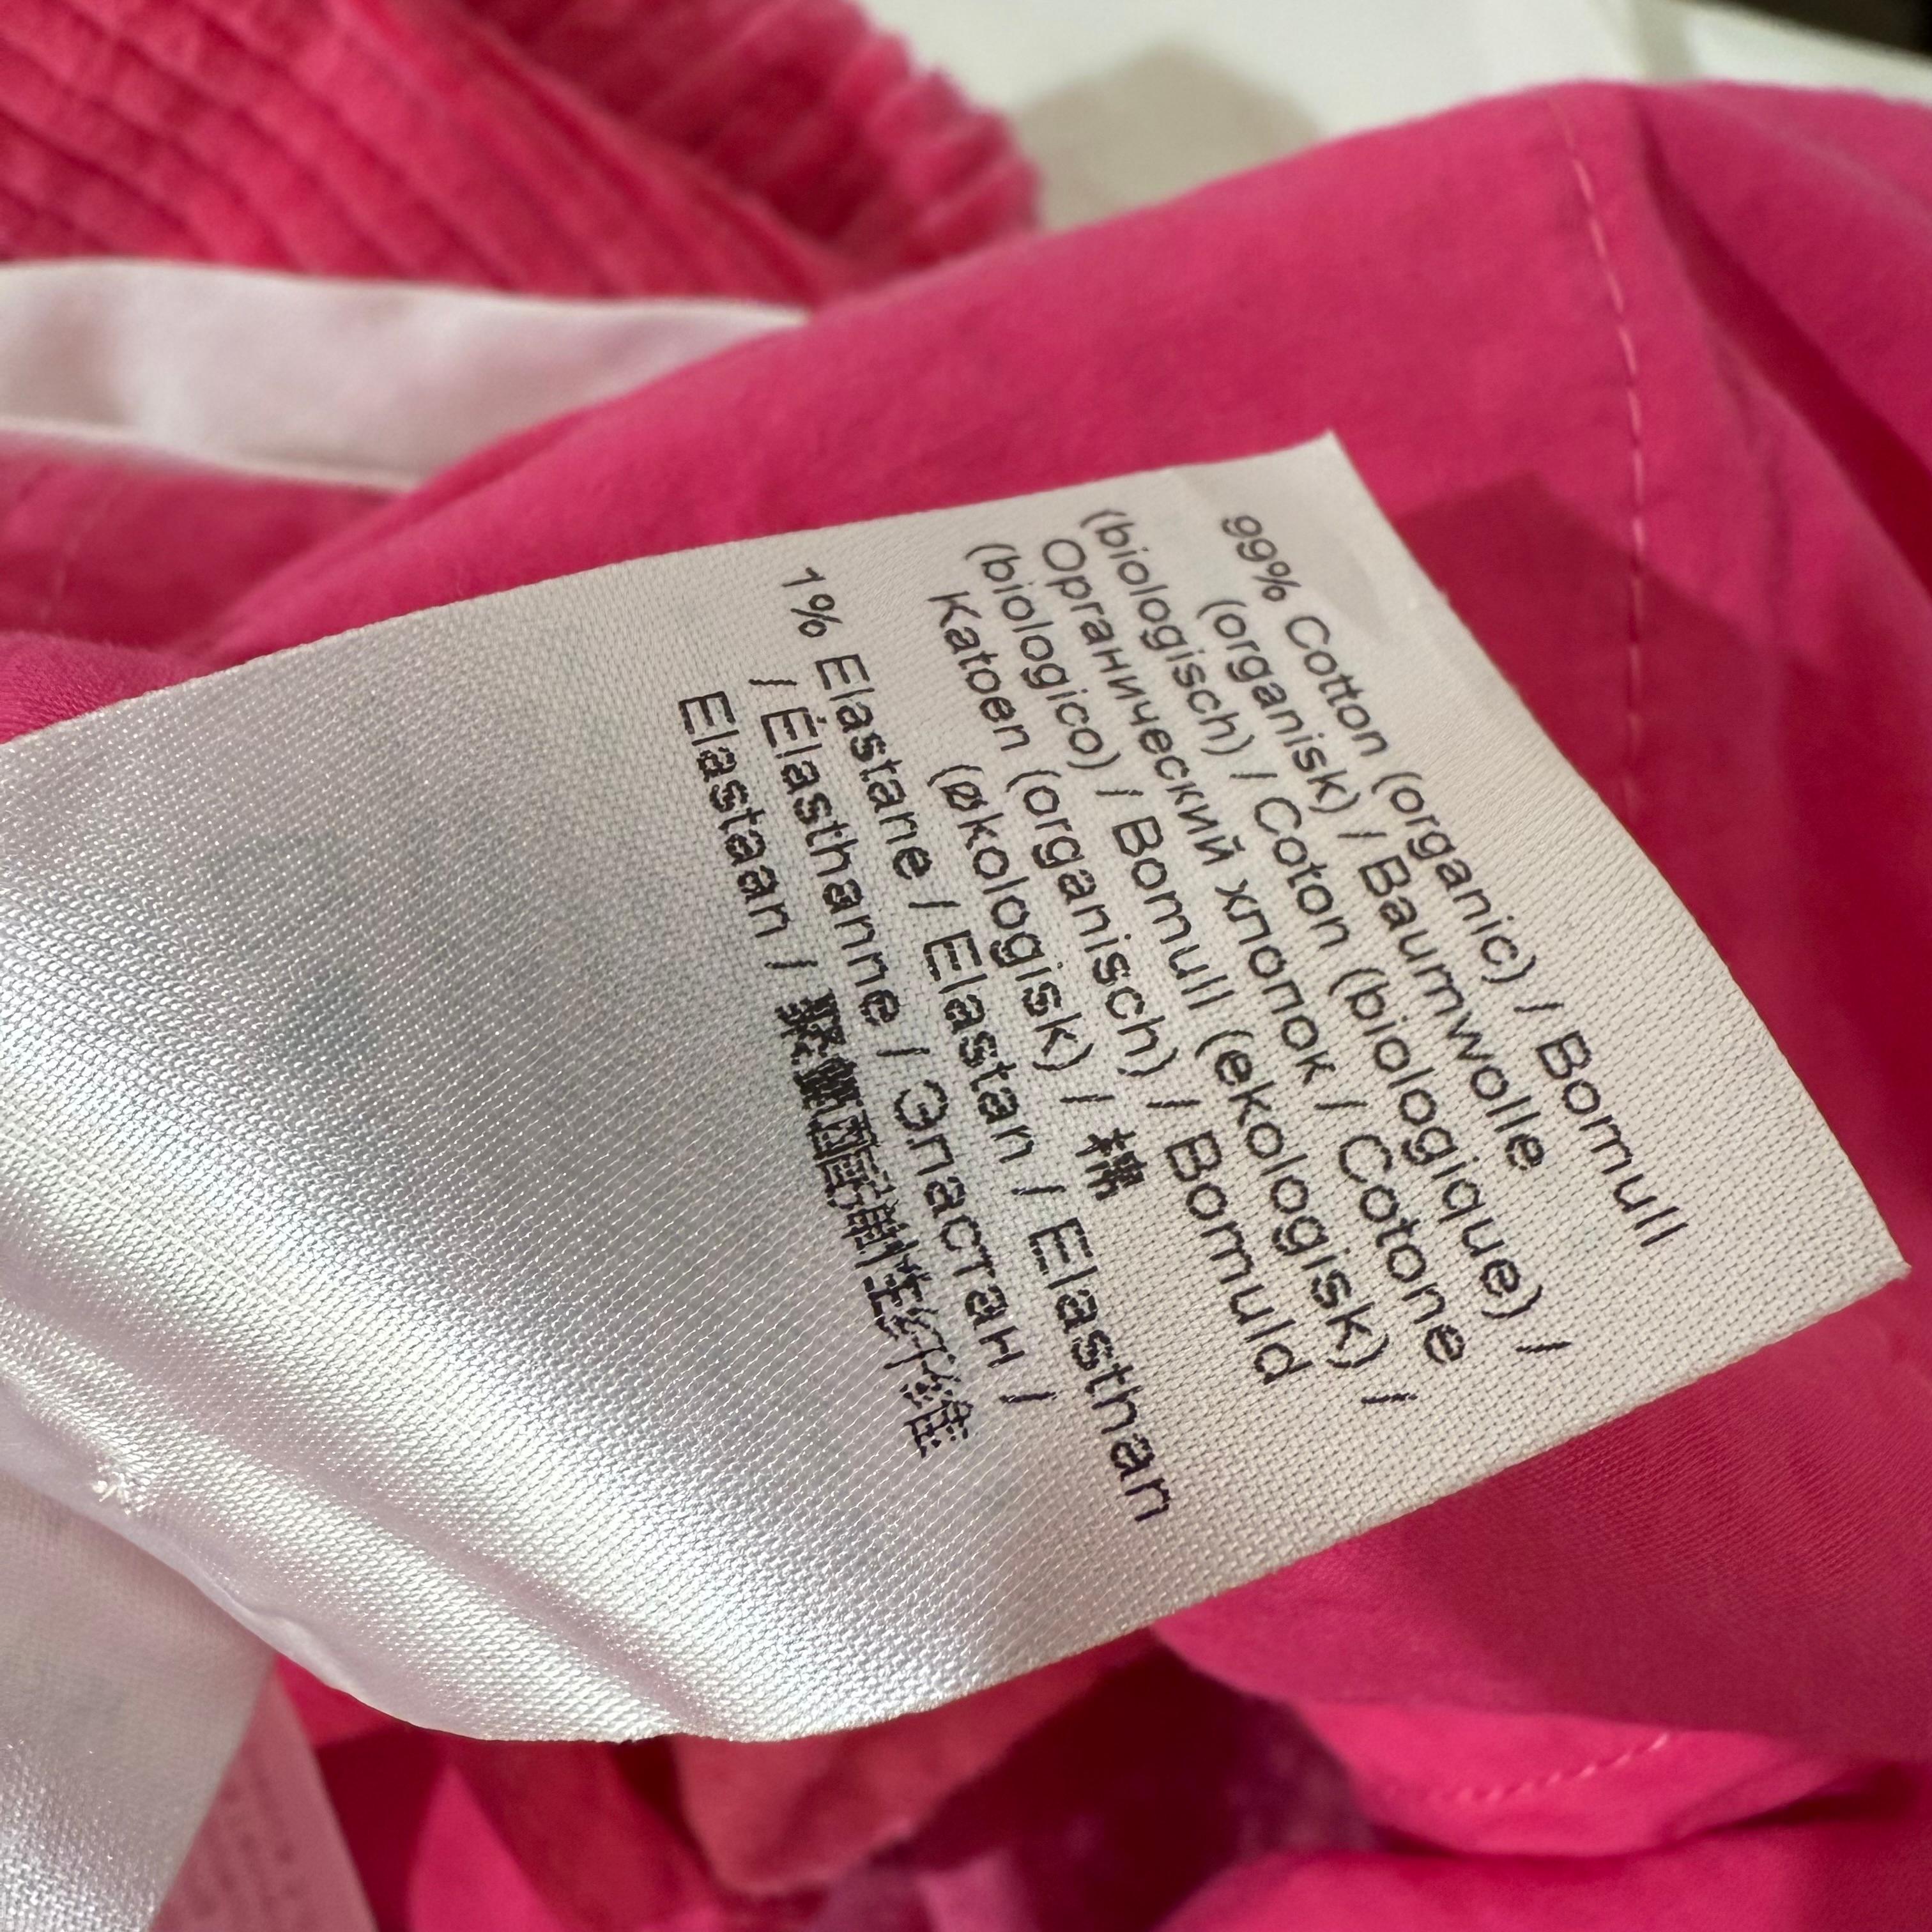 99% Cotton (organic) / Bomull
(organisk) / Baumwolle
(biologisch) / Coton (biologique) /
Органический хлопок / Cotone
(biologico) / Bomull (ekologisk) /
Katoen (organisch) / Bomuld
(økologisk) / 棉
1% Elastane / Elastan / Elasthan
/ Élasthanne / Эластан /
Elastaan /